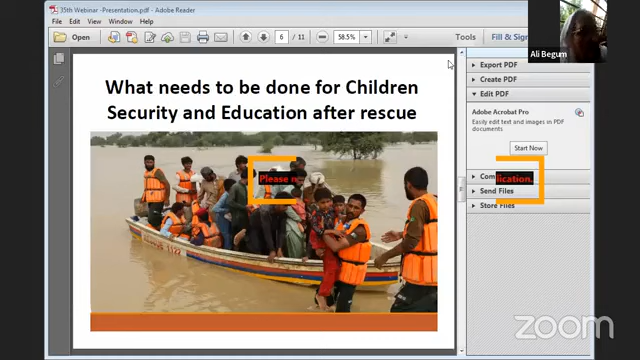 35th Webinar -Presentation.pdf - Adobe Reader
File Edit View Window Help
Open
6 / 11
58.5%
Tools
Fill & Sign
Ali Begum
What needs to be done for Children
Security and Education after rescue
Please n
RESCUE 1122
Export PDF
Create PDF
Edit PDF
Adobe Acrobat Pro
Easily edit text and images in PDF
documents
Start Now
Com
lication.
Send Files
Store Files
zoom